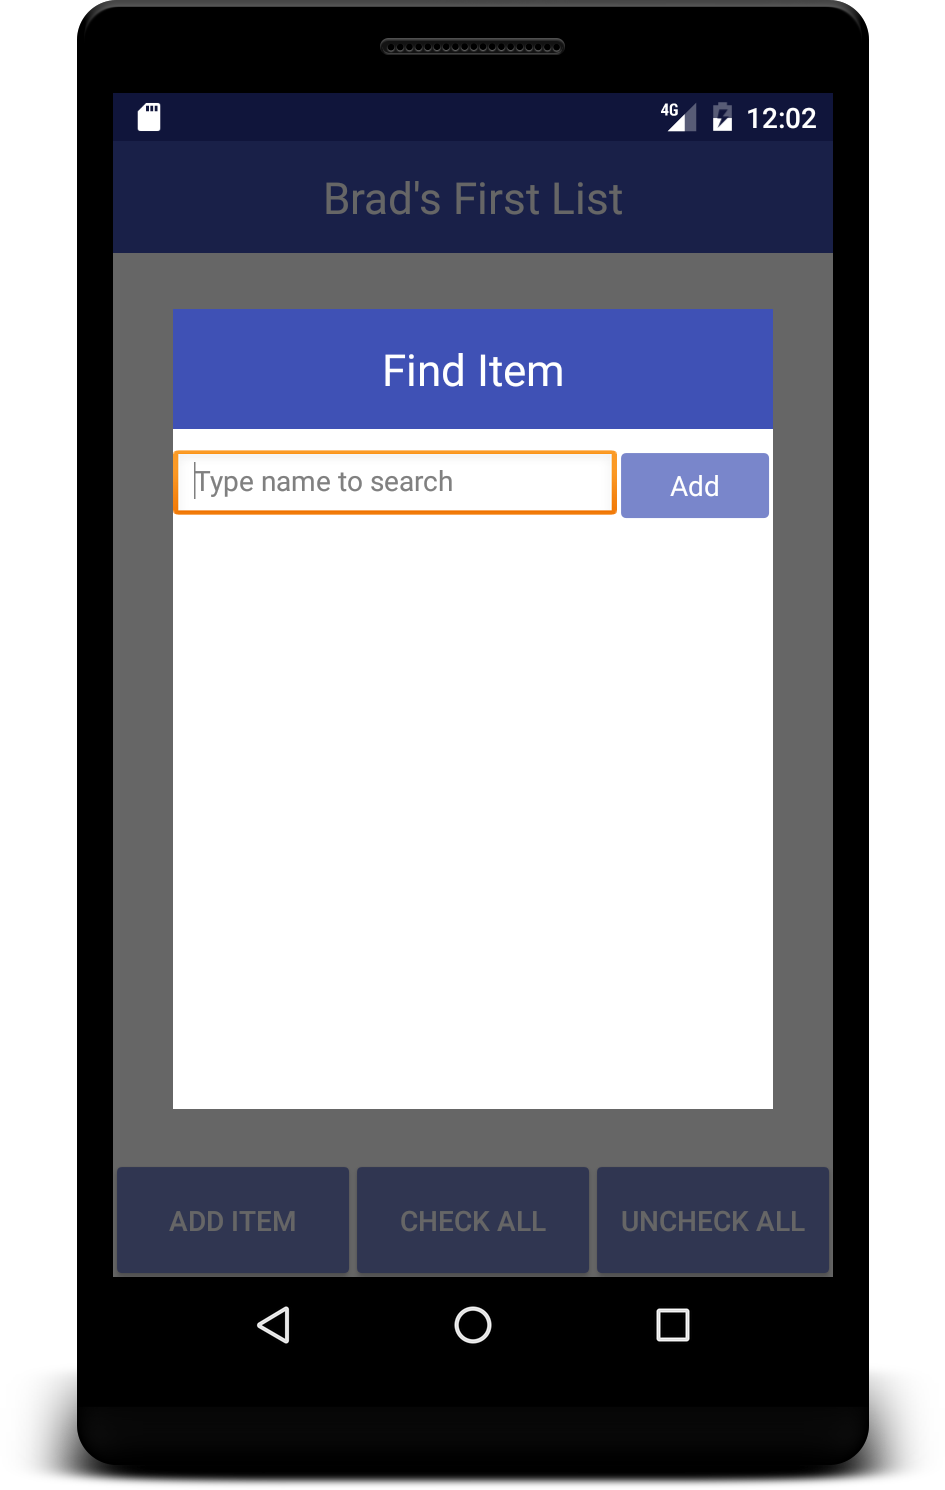 4G 12:02
Brad's First List
Find Item
Type name to search Add
ADD ITEM CHECK ALL UNCHECK ALL